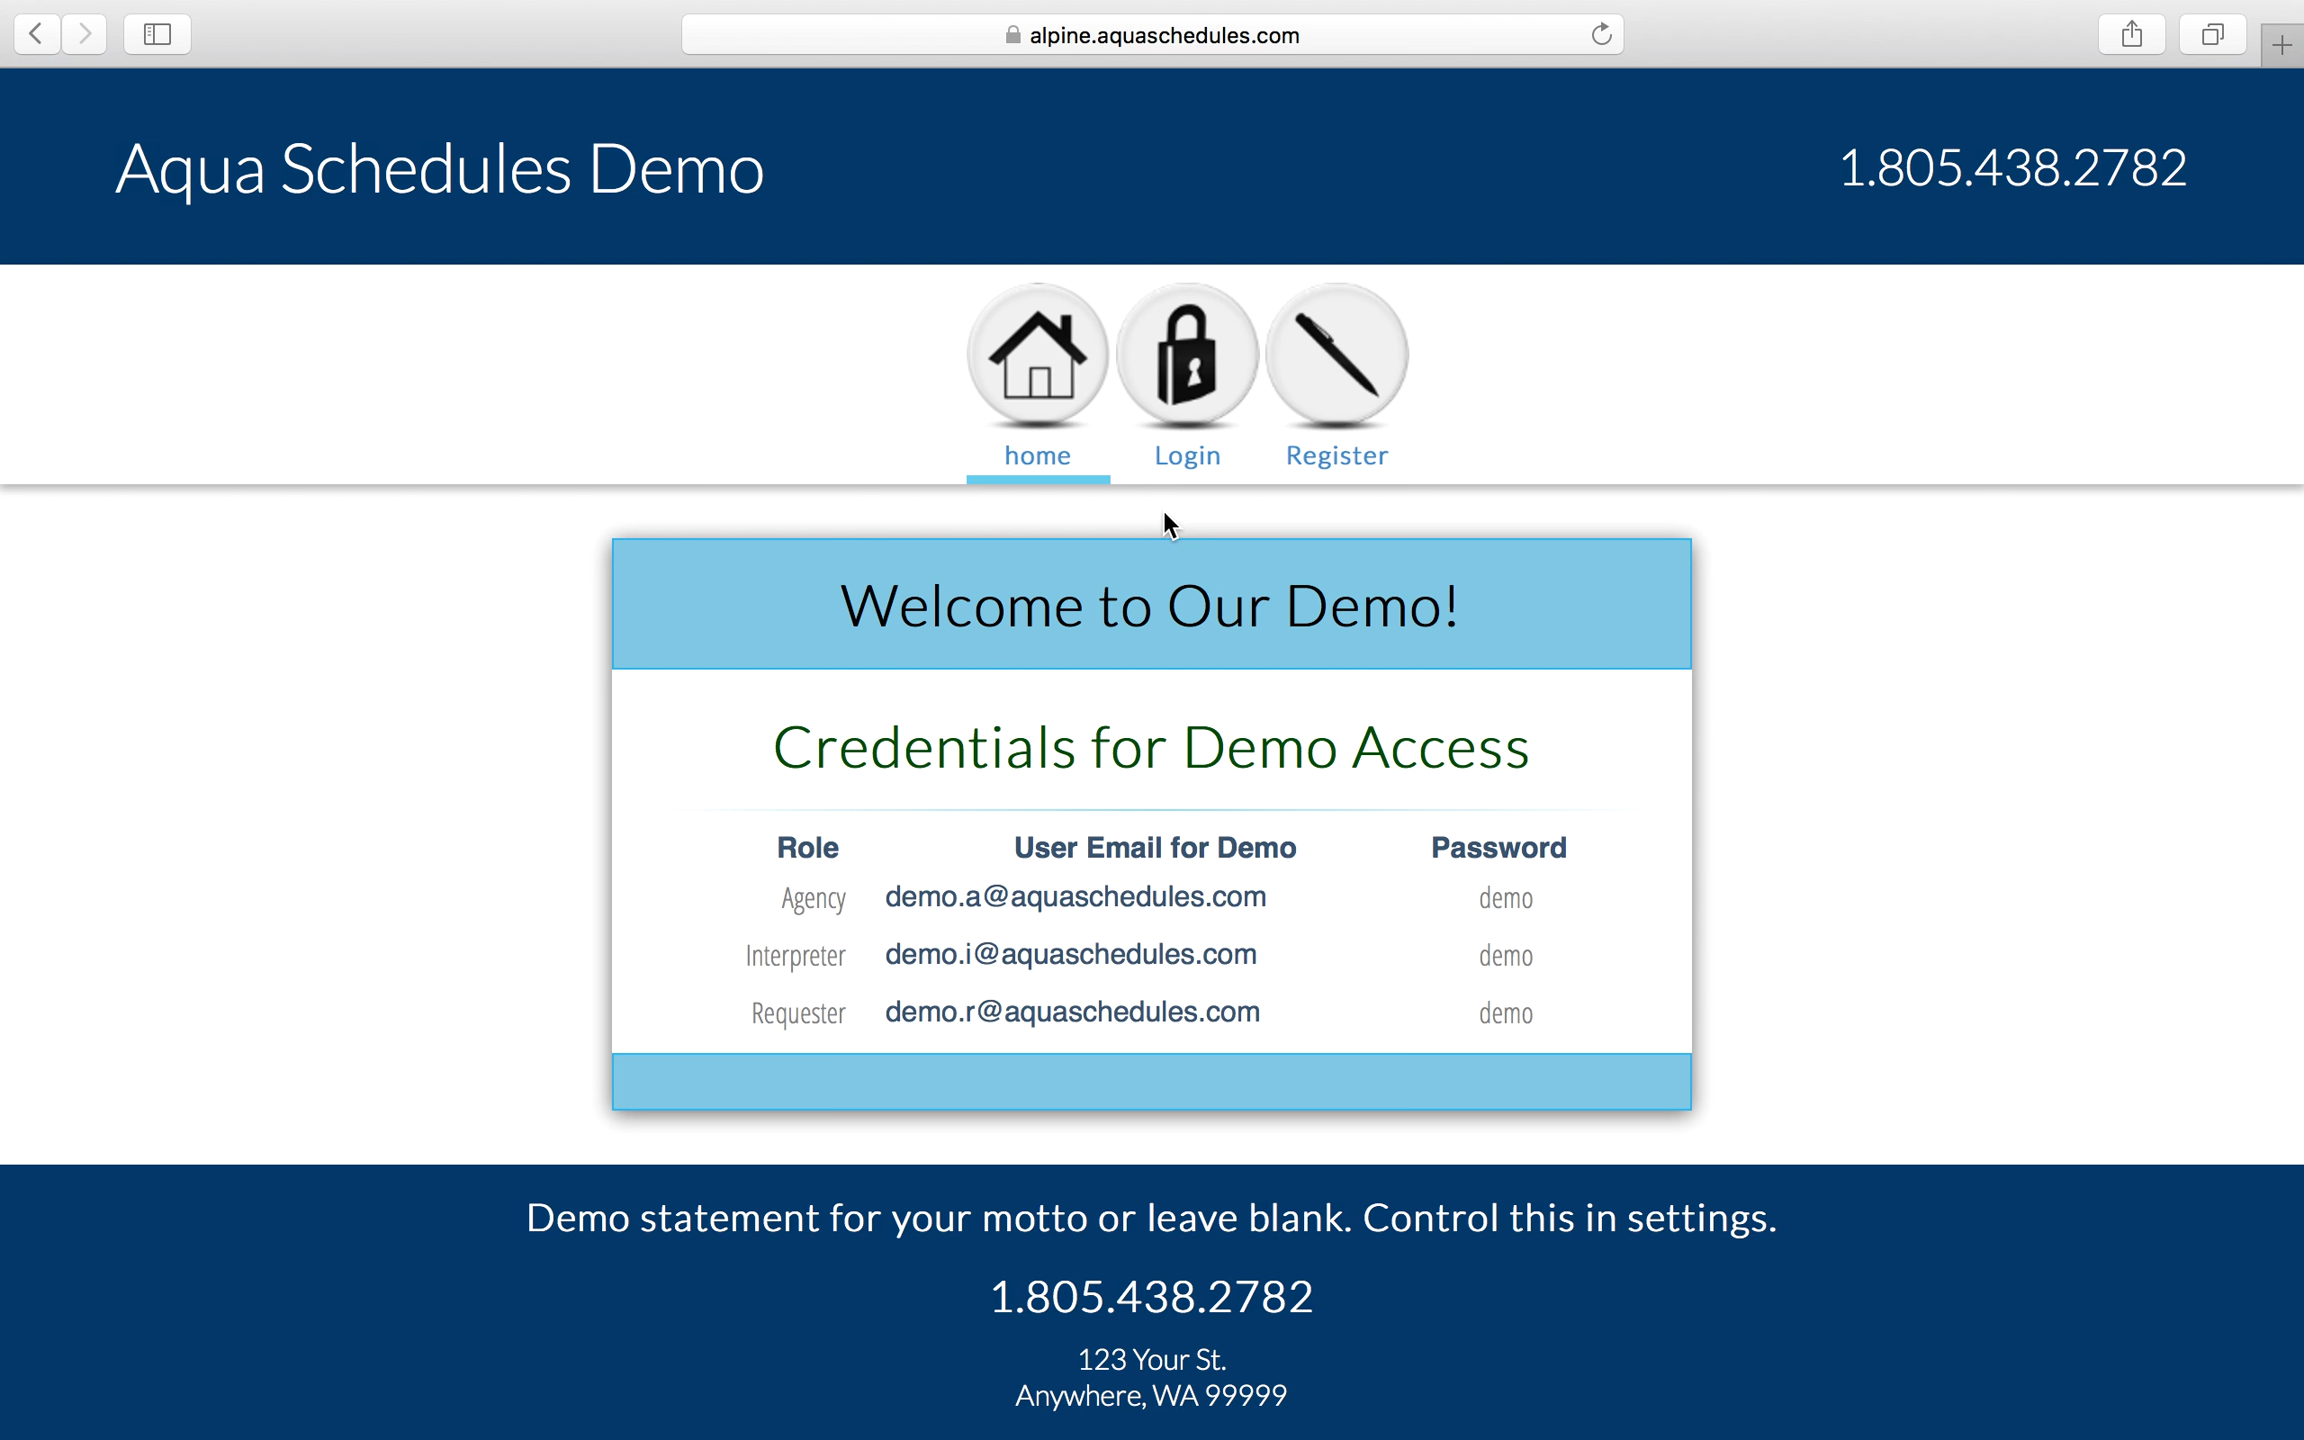 alpine.aquaschedules.com
Aqua Schedules Demo
1.805.438.2782
home
Login
Register
Welcome to Our Demo!
Credentials for Demo Access
Role User Email for Demo Password
Agency demo.a@aquaschedules.com demo
Interpreter demo.i@aquaschedules.com demo
Requester demo.r@aquaschedules.com demo
Demo statement for your motto or leave blank. Control this in settings.
1.805.438.2782
123 Your St.
Anywhere, WA 99999